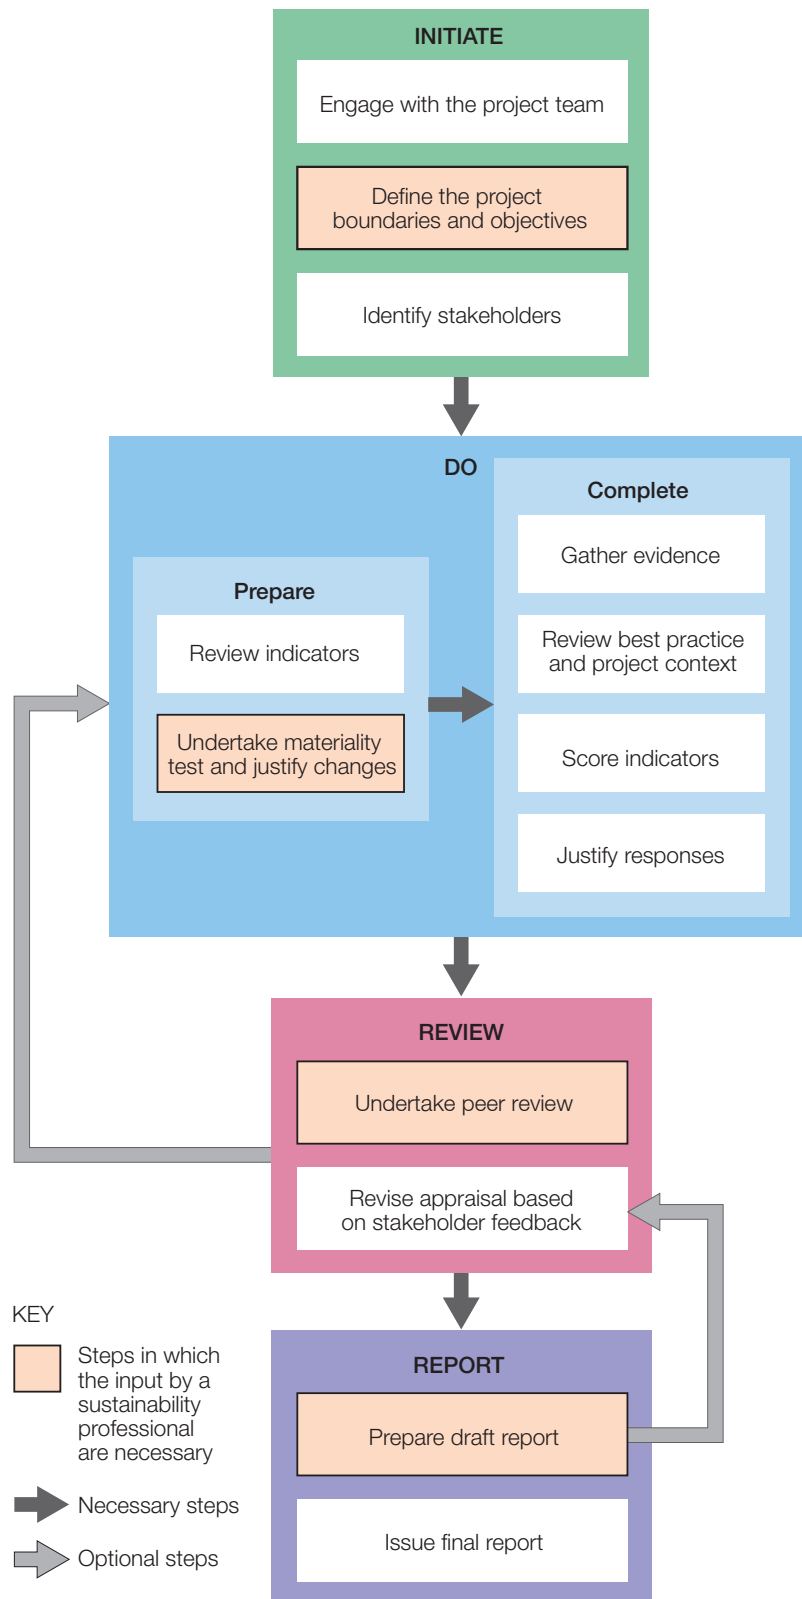 INITIATE
Engage with the project team
Define the project
boundaries and objectives
Identify stakeholders
DO
Prepare
Review indicators
Undertake materiality
test and justify changes
Complete
Gather evidence
Review best practice
and project context
Score indicators
Justify responses
REVIEW
Undertake peer review
Revise appraisal based
on stakeholder feedback
REPORT
Prepare draft report
Issue final report
KEY
Steps in which
the input by a
sustainability
professional
are necessary
Necessary steps
Optional steps